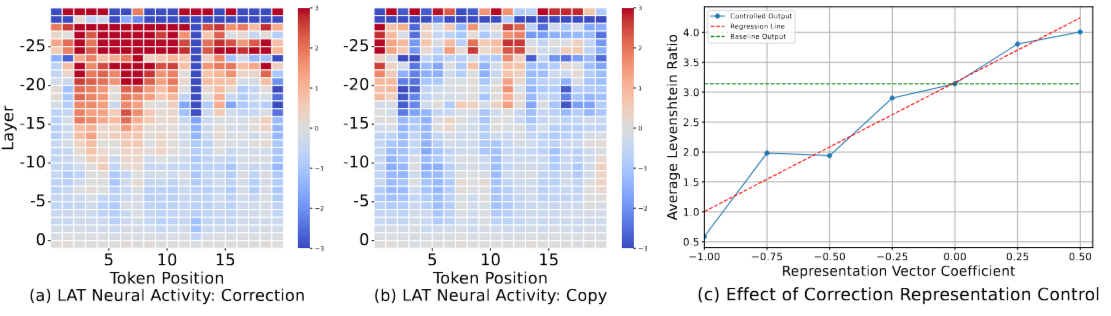 Layer
-25
-20
-15
-10
-5
0
5 10 15
Token Position
3
2
1
0
−1
−2
−3
(a) LAT Neural Activity: Correction
-25
-20
-15
-10
-5
0
5 10 15
Token Position
3
2
1
0
−1
−2
−3
(b) LAT Neural Activity: Copy
Average Levenshtein Ratio
4.0
3.5
3.0
2.5
2.0
1.5
1.0
0.5
Controlled Output
Regression Line
Baseline Output
−1.00 −0.75 −0.50 −0.25 0.00 0.25 0.50
Representation Vector Coefficient
(c) Effect of Correction Representation Control